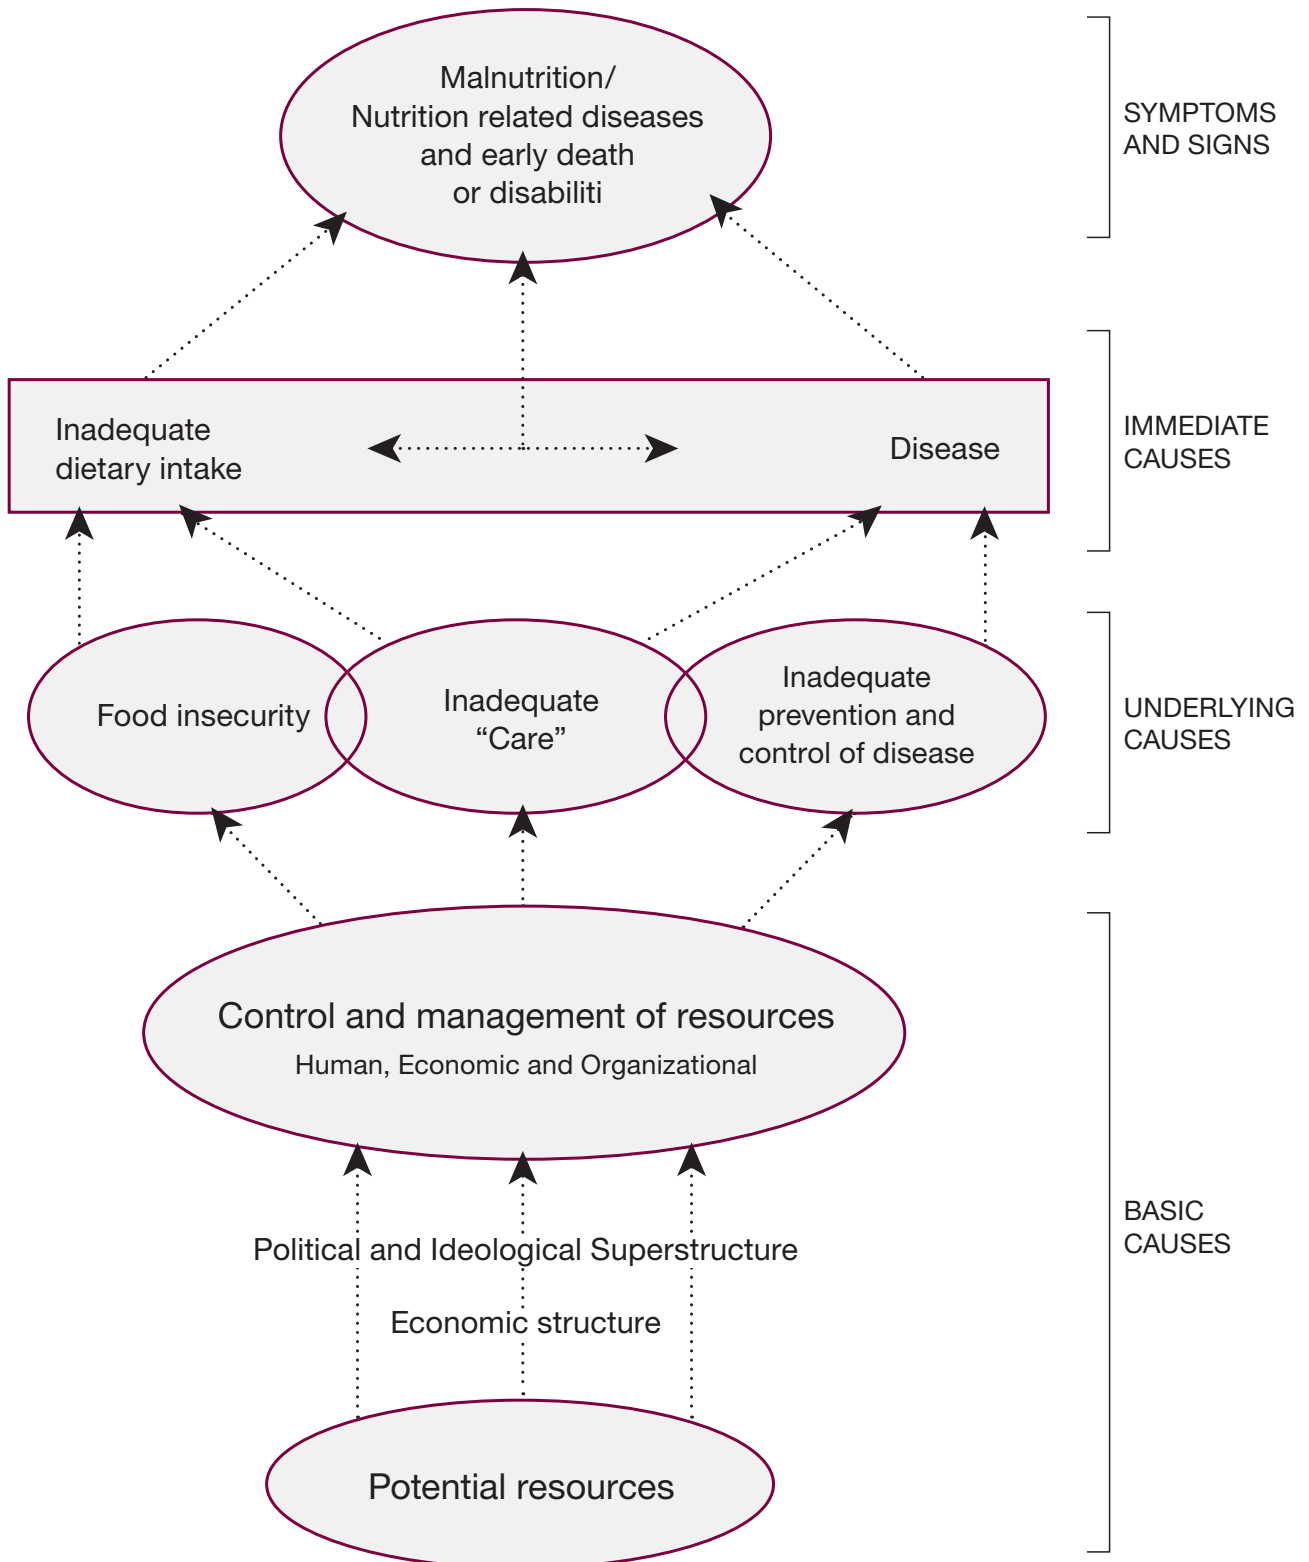 Malnutrition/
Nutrition related diseases
and early death
or disabiliti
SYMPTOMS
AND SIGNS
Inadequate
dietary intake
Disease
IMMEDIATE
CAUSES
Food insecurity
Inadequate
“Care”
Inadequate
prevention and
control of disease
UNDERLYING
CAUSES
Control and management of resources
Human, Economic and Organizational
Political and Ideological Superstructure
Economic structure
BASIC
CAUSES
Potential resources